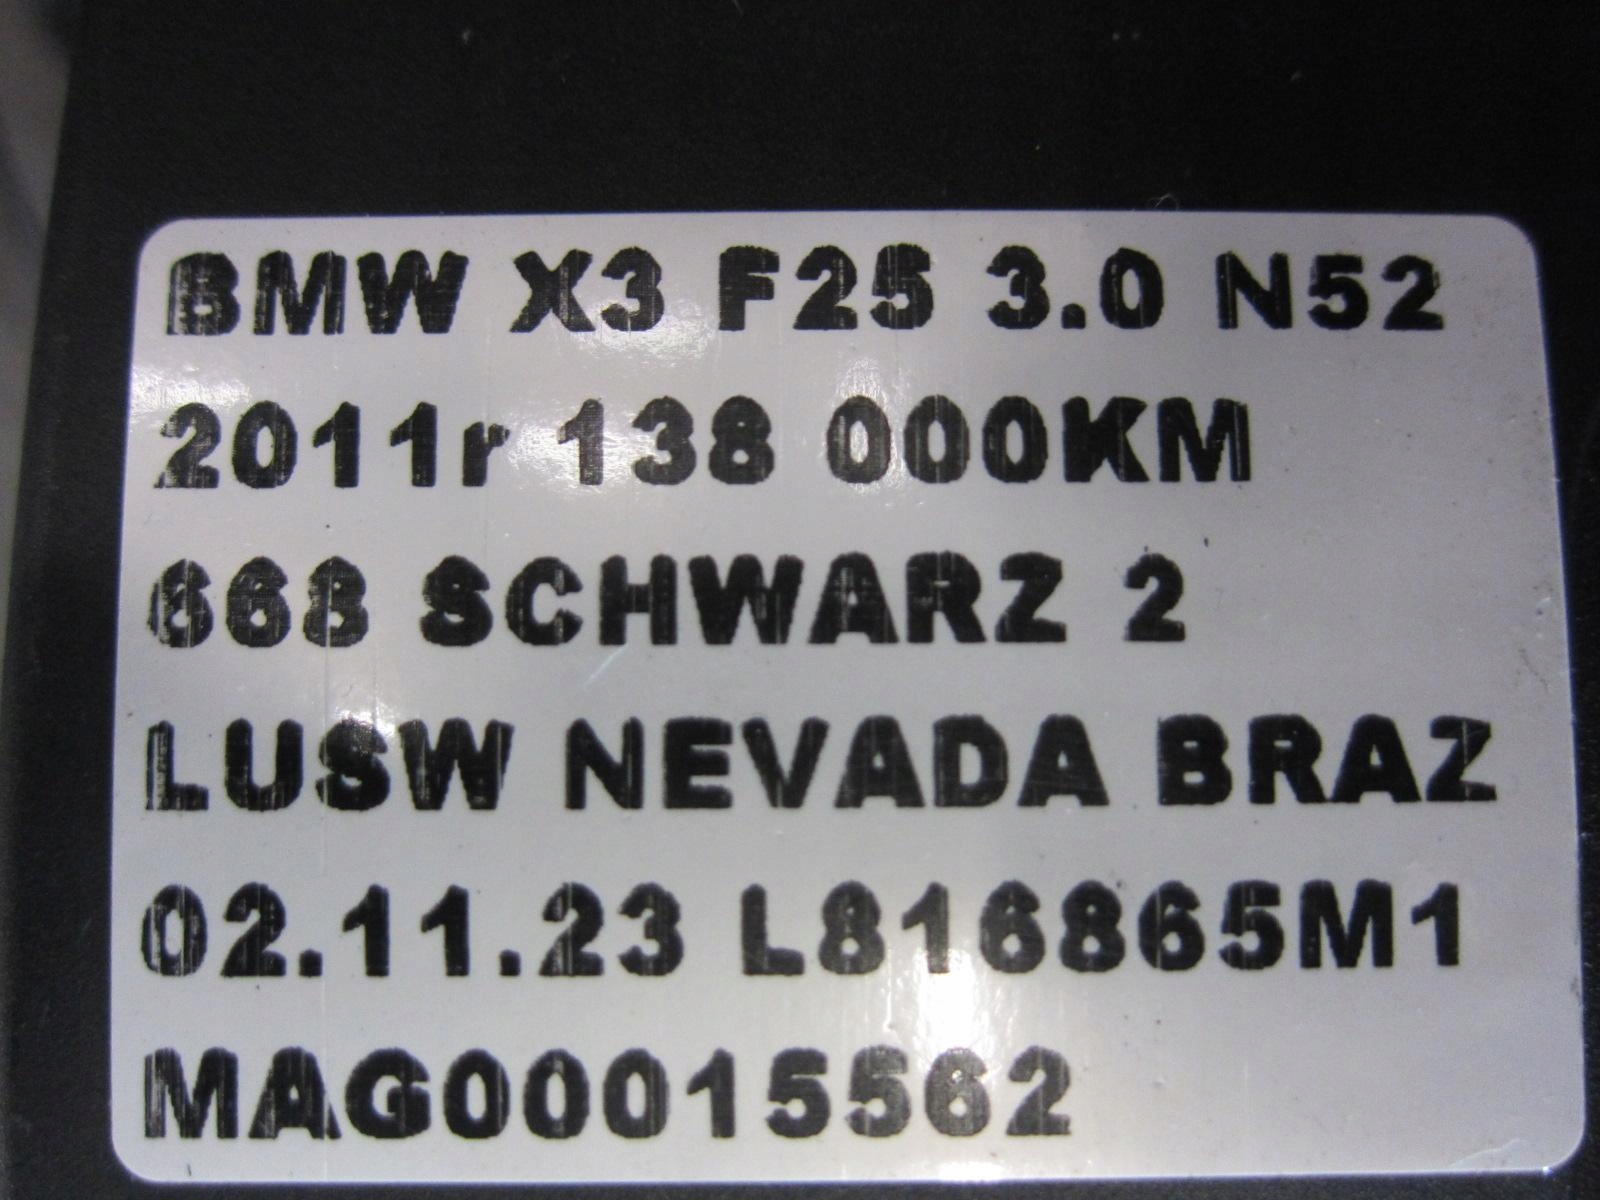 BMW X3 F25 3.0 N52
2011r 138 000KM
668 SCHWARZ 2
LUSW NEVADA BRAZ
02.11.23 L816865M1
MAG00015562